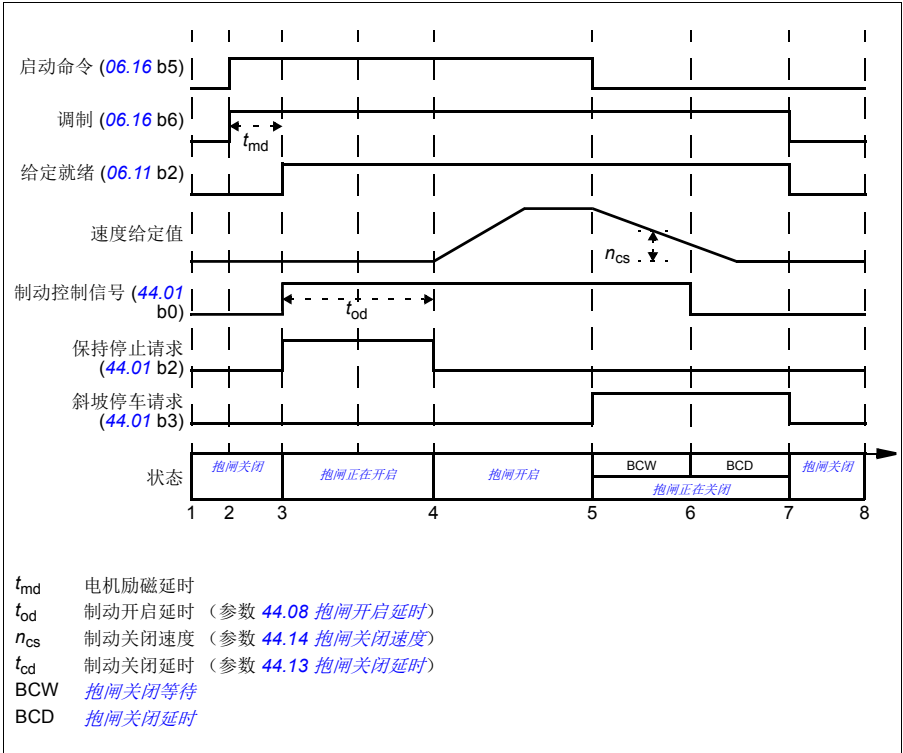 启动命令 (06.16 b5)
调制 (06.16 b6)
tmd
给定就绪 (06.11 b2)
速度给定值
ncs
制动控制信号 (44.01
b0)
tod
保持停止请求
(44.01 b2)
斜坡停车请求
(44.01 b3)
状态
抱闸关闭
抱闸正在开启
抱闸开启
BCW
BCD
抱闸正在关闭
抱闸关闭
1 2 3 4 5 6 7 8
tmd 电机励磁延时
tod 制动开启延时 （参数 44.08 抱闸开启延时）
ncs 制动关闭速度 （参数 44.14 抱闸关闭速度）
tcd 制动关闭延时 （参数 44.13 抱闸关闭延时）
BCW 抱闸关闭等待
BCD 抱闸关闭延时